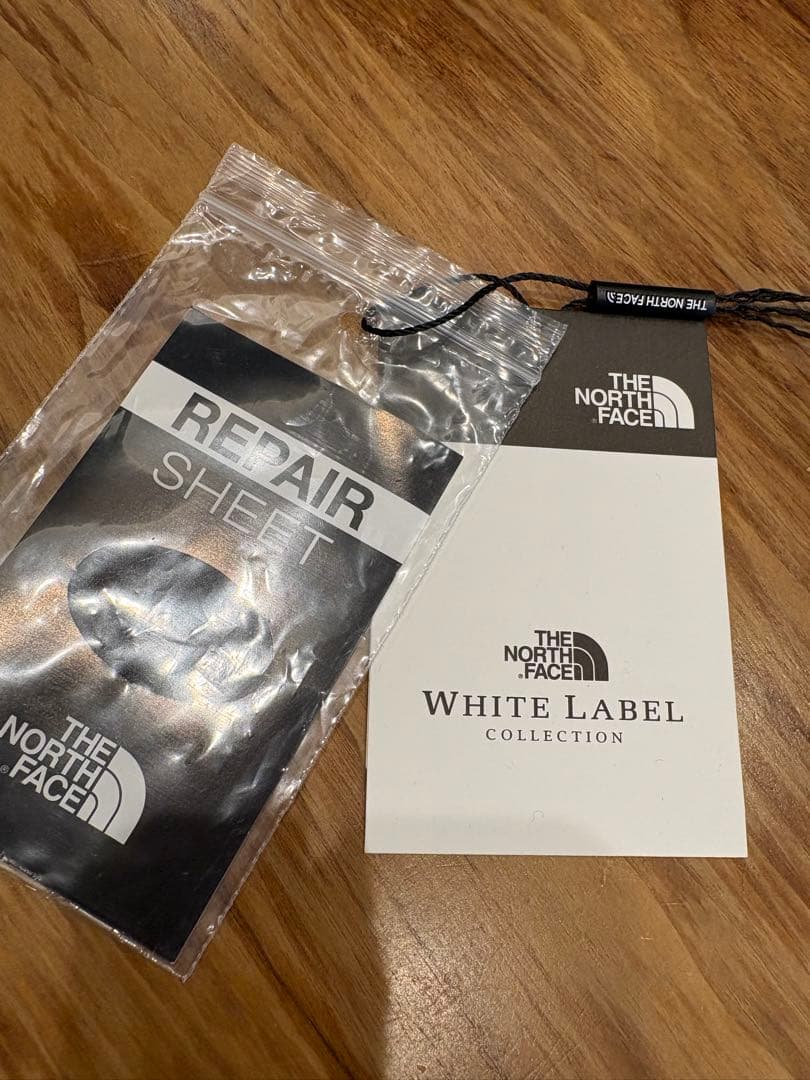 REPAIR
SHEET
THE
NORTH
FACE
®
THE NORTH FACE
THE
NORTH
®FACE
THE
NORTH
®FACE
WHITE LABEL
COLLECTION